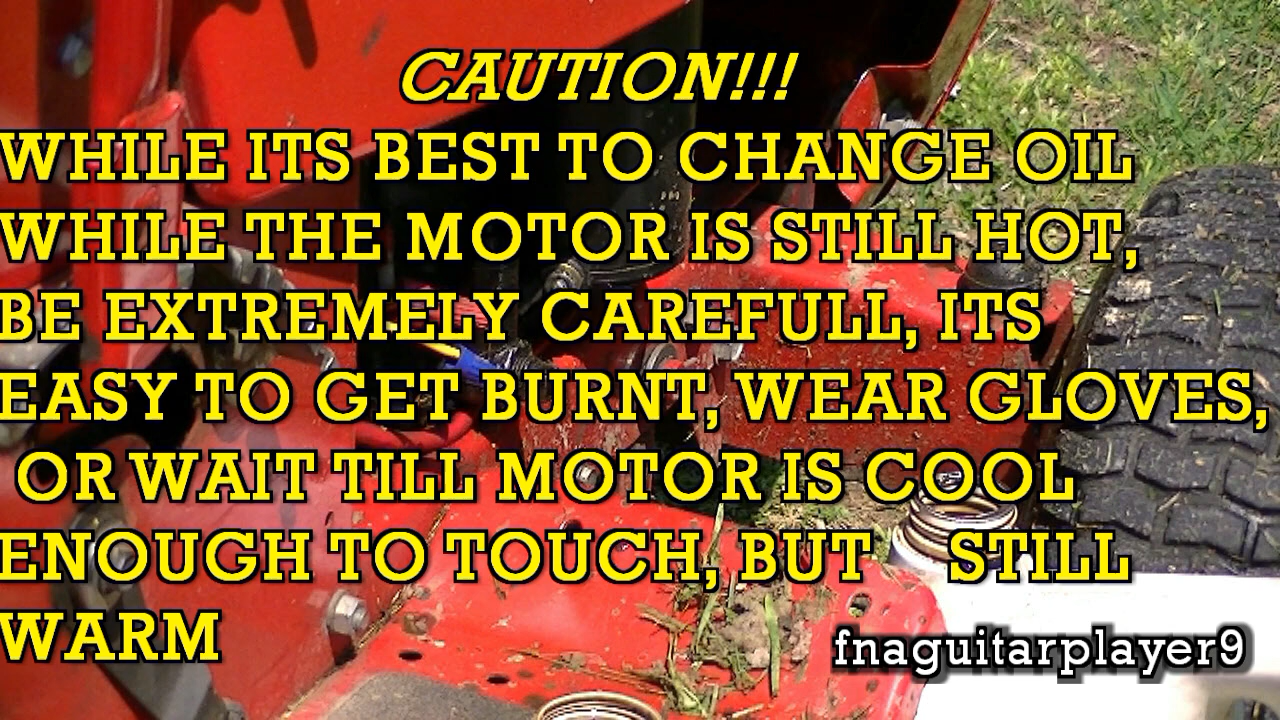 CAUTION!!!
WHILE ITS BEST TO CHANGE OIL
WHILE THE MOTOR IS STILL HOT,
BE EXTREMELY CAREFULL, ITS
EASY TO GET BURNT, WEAR GLOVES,
OR WAIT TILL MOTOR IS COOL
ENOUGH TO TOUCH, BUT STILL
WARM
fnaguitarplayer9